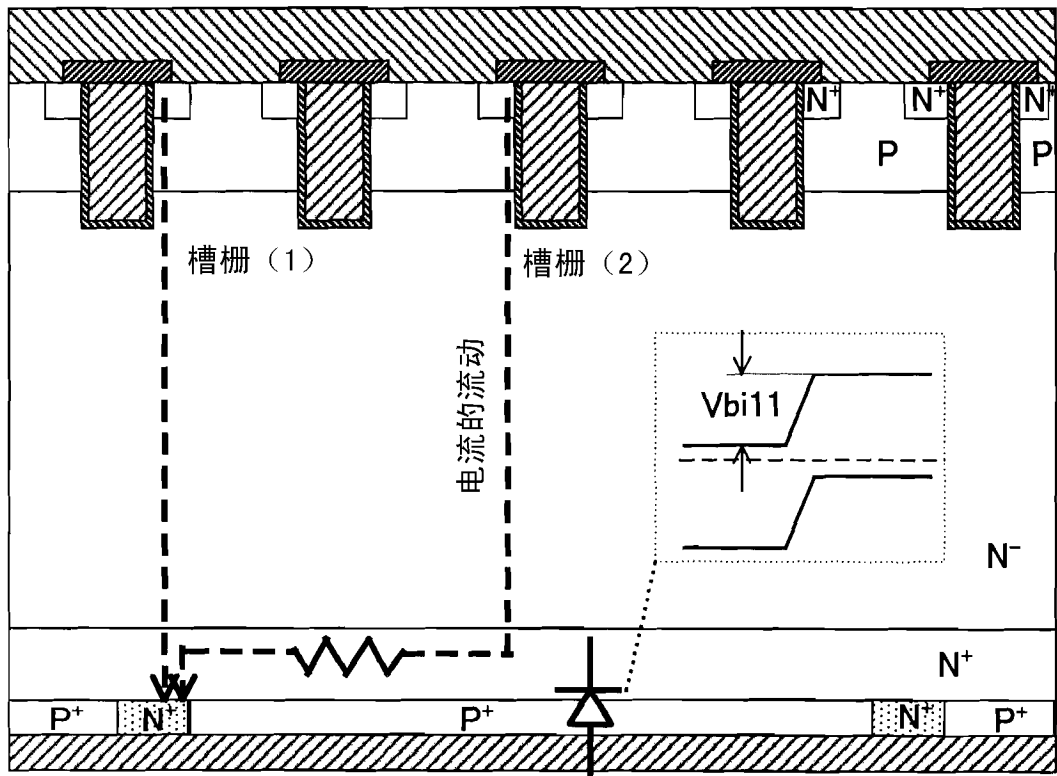 N⁺ N⁺ N⁺
P P
槽栅（1） 槽栅（2）
电流的流动
Vbi11
N⁻
N⁺
P⁺ N⁺ P⁺ N⁺ P⁺